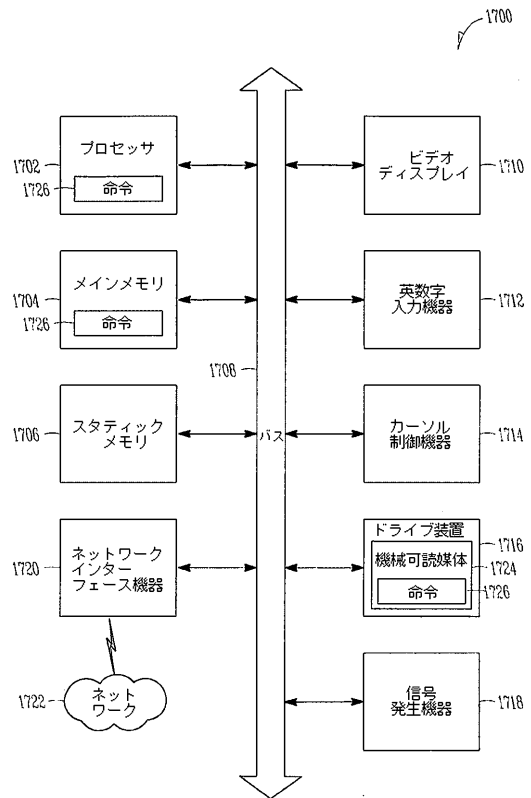 1700
プロセッサ
1702
1726
命令
ビデオ
ディスプレイ
1710
メインメモリ
1704
1726
命令
英数字
入力機器
1712
1708
スタティック
メモリ
1706
バス
カーソル
制御機器
1714
ネットワーク
インター
フェース機器
1720
ドライブ装置
1716
機械可読媒体
1724
命令
1726
ネット
ワーク
1722
信号
発生機器
1718